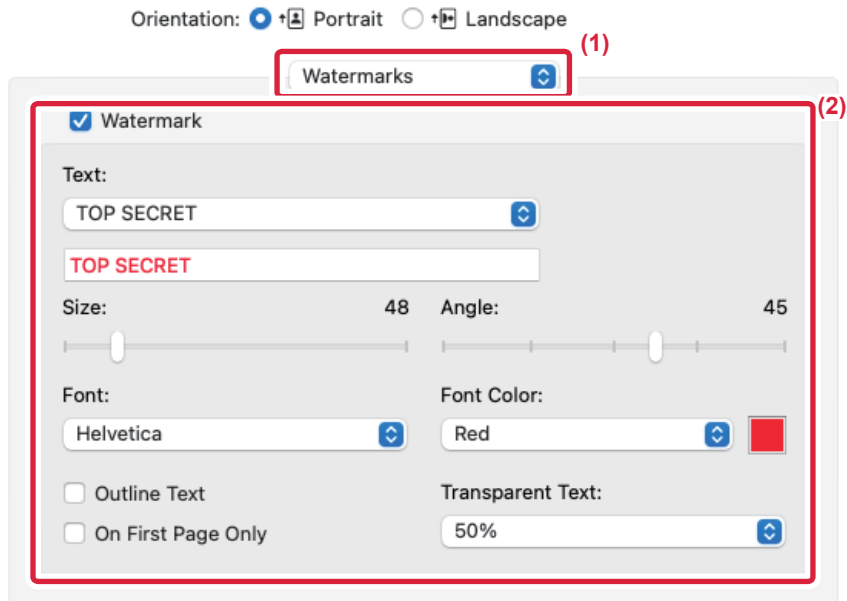 Orientation: Portrait Landscape
(1)
Watermarks
(2)
Watermark
Text:
TOP SECRET
TOP SECRET
Size: 48 Angle: 45
Font: Font Color:
Helvetica Red
Outline Text Transparent Text:
On First Page Only 50%